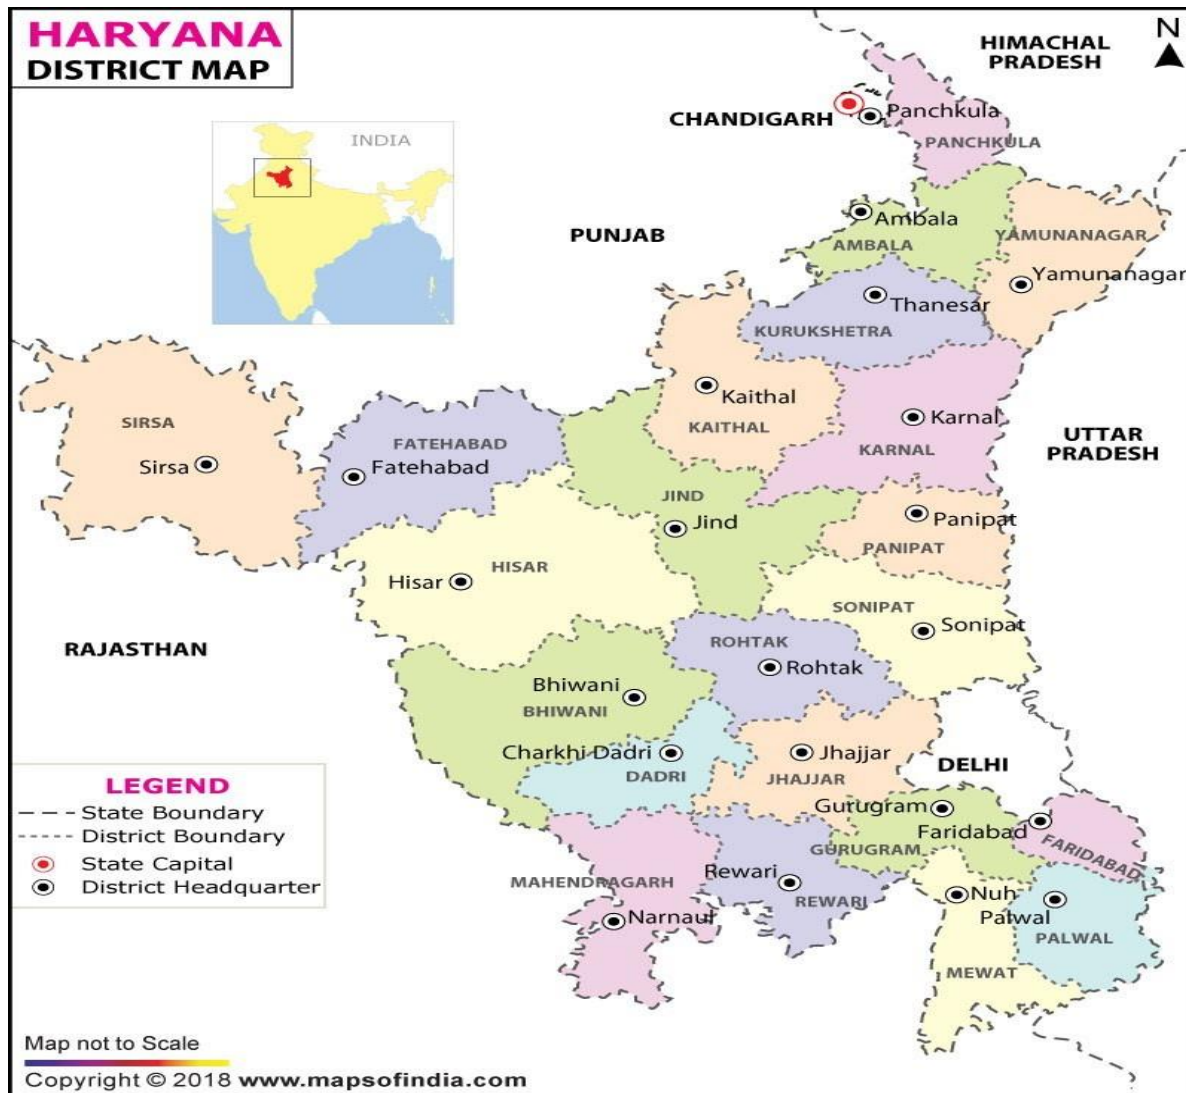 HARYANA
DISTRICT MAP
N
HIMACHAL
PRADESH
INDIA
CHANDIGARH
Panchkula
PANCHKULA
PUNJAB
Ambala
AMBALA
YAMUNANAGAR
Yamunanagar
Thanesar
KURUKSHETRA
Kaithal
KAITHAL
Karnal
KARNAL
UTTAR
PRADESH
SIRSA
Sirsa
FATEHABAD
Fatehabad
JIND
Jind
Panipat
PANIPAT
HISAR
Hisar
SONIPAT
Sonipat
RAJASTHAN
ROHTAK
Rohtak
Bhiwani
BHIWANI
Charkhi Dadri
DADRI
Jhajjar
JHAJJAR
DELHI
Gurugram
GURUGRAM
Faridabad
FARIDABAD
MAHENDRAGARH
Narnaul
Rewari
REWARI
Nuh
Palwal
PALWAL
MEWAT
LEGEND
State Boundary
District Boundary
State Capital
District Headquarter
Map not to Scale
Copyright © 2018 www.mapsofindia.com